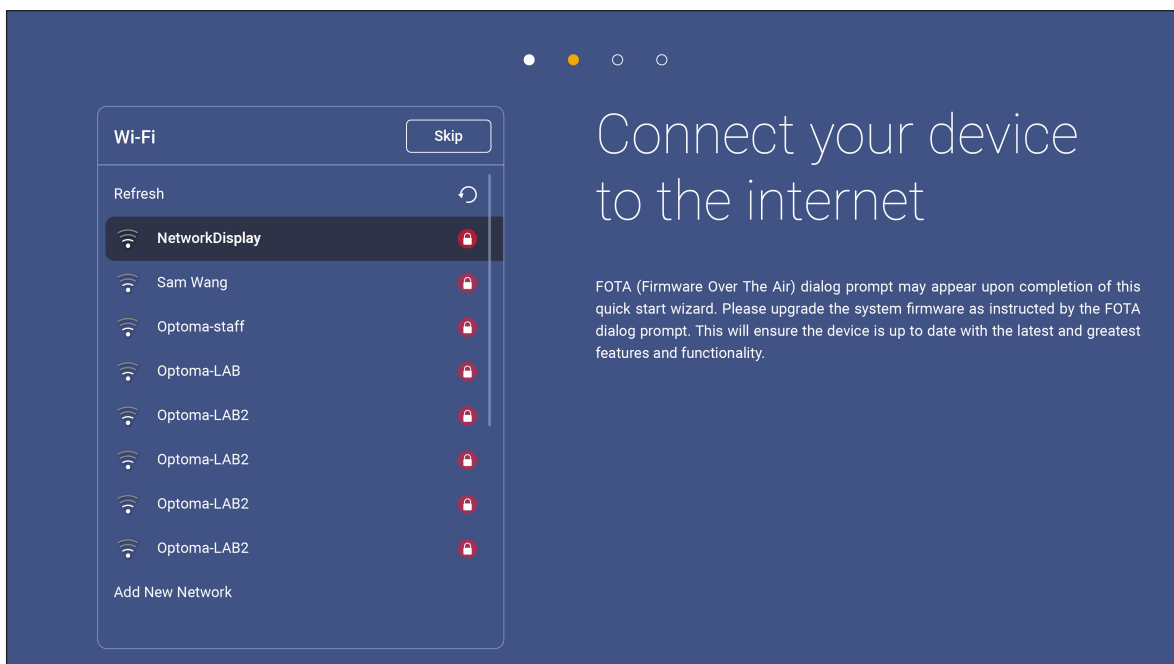 Wi-Fi
Skip
Refresh
NetworkDisplay
Sam Wang
Optoma-staff
Optoma-LAB
Optoma-LAB2
Optoma-LAB2
Optoma-LAB2
Optoma-LAB2
Add New Network
Connect your device
to the internet
FOTA (Firmware Over The Air) dialog prompt may appear upon completion of this
quick start wizard. Please upgrade the system firmware as instructed by the FOTA
dialog prompt. This will ensure the device is up to date with the latest and greatest
features and functionality.